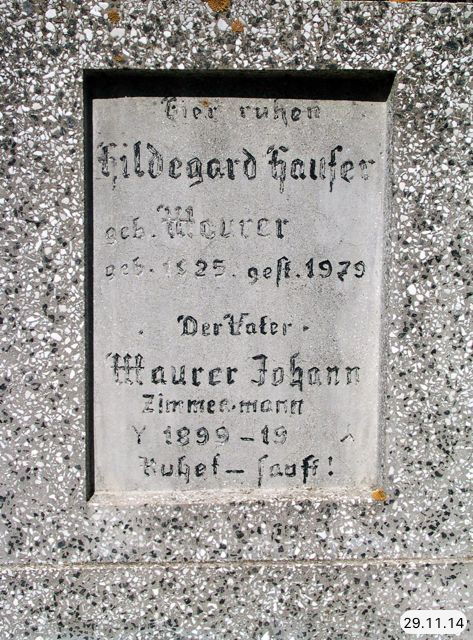 Hier ruhen
Hildegard Hauser
geb. Maurer
geb. 1925. gest. 1979
Der Vater
Maurer Johann
Zimmermann
1899 – 19
Ruhet – sanft!
29.11.14